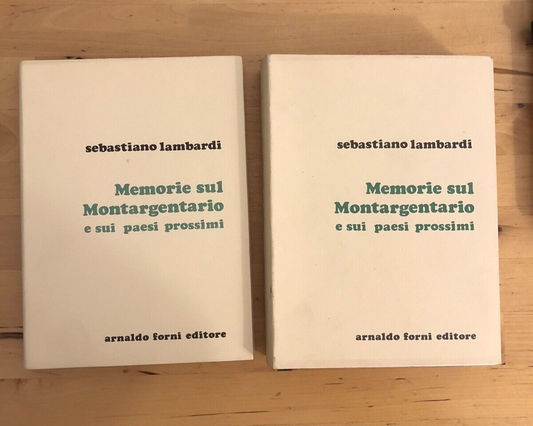 sebastiano lambardi
Memorie sul
Montargentario
e sui paesi prossimi
arnaldo forni editore
sebastiano lambardi
Memorie sul
Montargentario
e sui paesi prossimi
arnaldo forni editore